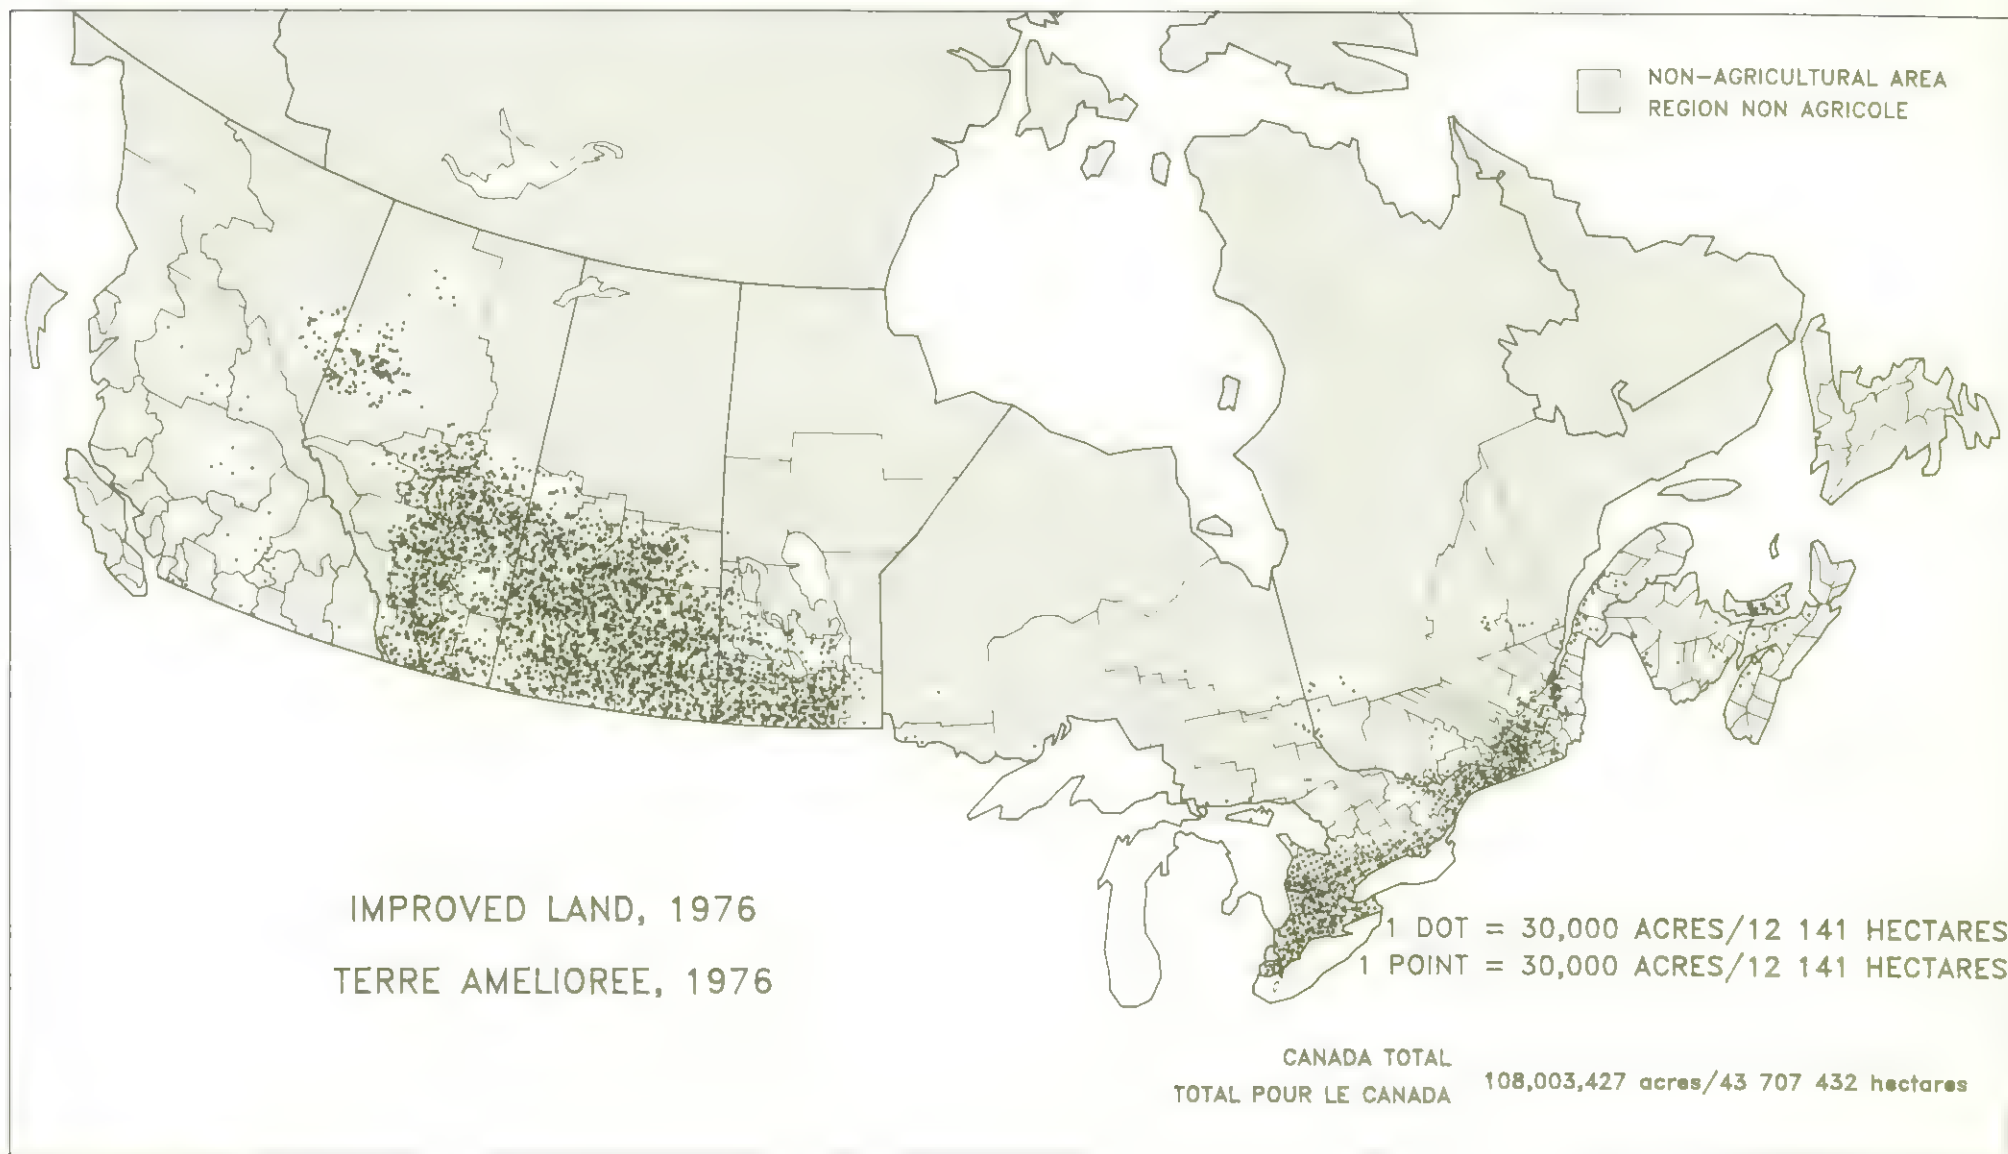 NON-AGRICULTURAL AREA
REGION NON AGRICOLE
IMPROVED LAND, 1976
TERRE AMELIOREE, 1976
1 DOT = 30,000 ACRES/12 141 HECTARES
1 POINT = 30,000 ACRES/12 141 HECTARES
CANADA TOTAL
TOTAL POUR LE CANADA
108,003,427 acres/43 707 432 hectares